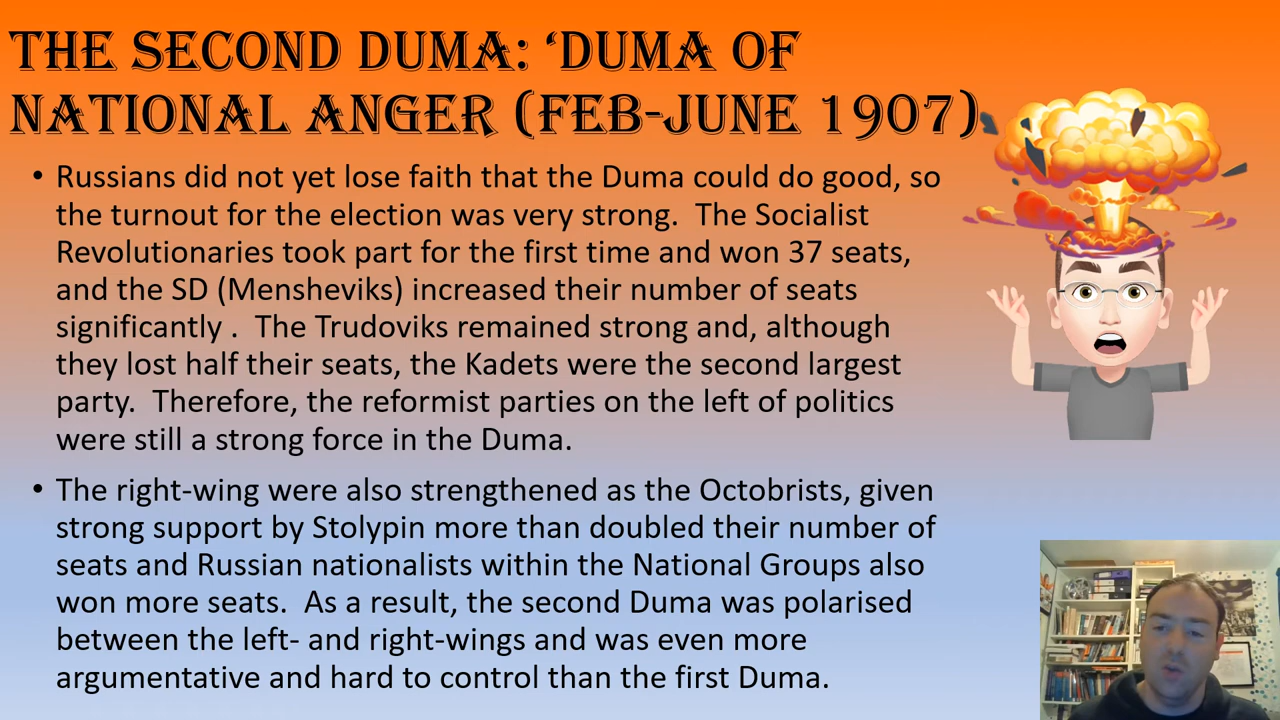 THE SECOND DUMA: ‘DUMA OF
NATIONAL ANGER (FEB-JUNE 1907)
• Russians did not yet lose faith that the Duma could do good, so
the turnout for the election was very strong.  The Socialist
Revolutionaries took part for the first time and won 37 seats,
and the SD (Mensheviks) increased their number of seats
significantly .  The Trudoviks remained strong and, although
they lost half their seats, the Kadets were the second largest
party.  Therefore, the reformist parties on the left of politics
were still a strong force in the Duma.
• The right-wing were also strengthened as the Octobrists, given
strong support by Stolypin more than doubled their number of
seats and Russian nationalists within the National Groups also
won more seats.  As a result, the second Duma was polarised
between the left- and right-wings and was even more
argumentative and hard to control than the first Duma.